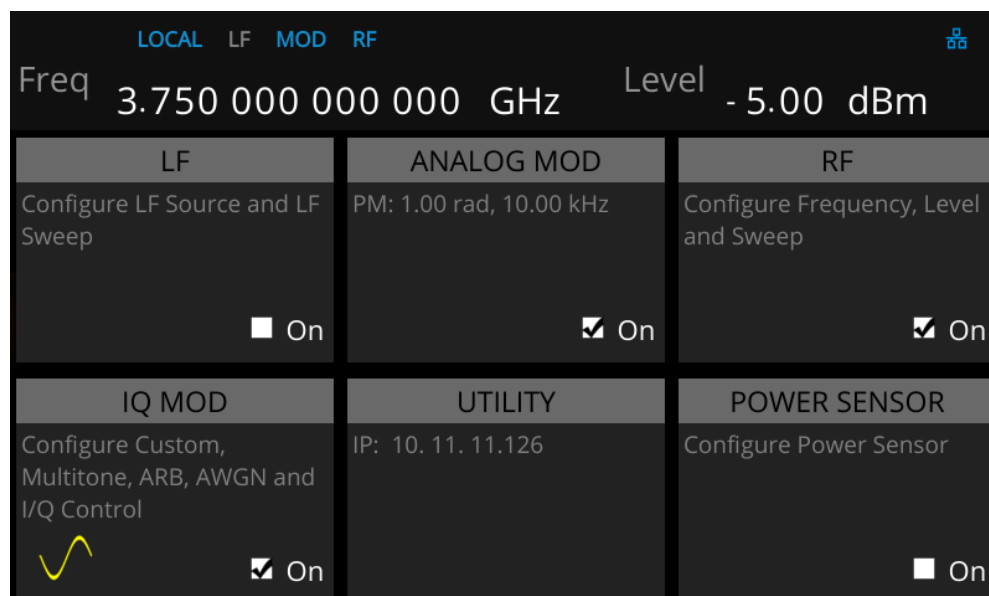 LOCAL LF MOD RF
Freq 3.750 000 000 000 GHz Level - 5.00 dBm
LF
Configure LF Source and LF
Sweep
On
ANALOG MOD
PM: 1.00 rad, 10.00 kHz
On
RF
Configure Frequency, Level
and Sweep
On
IQ MOD
Configure Custom,
Multitone, ARB, AWGN and
I/Q Control
On
UTILITY
IP: 10. 11. 11.126
POWER SENSOR
Configure Power Sensor
On